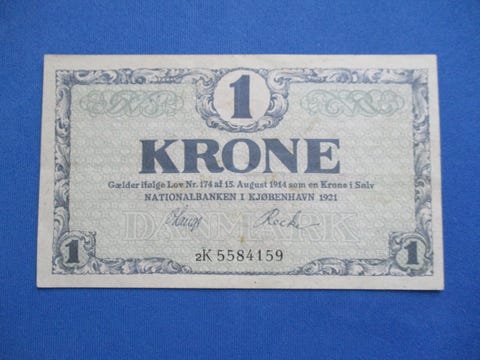 1
KRONE
Gælder ifølge Lov Nr. 174 af 15. August 1914 som en Krone i Sølv
NATIONALBANKEN I KJØBENHAVN 1921
DANMARK
1
2K 5584159
1